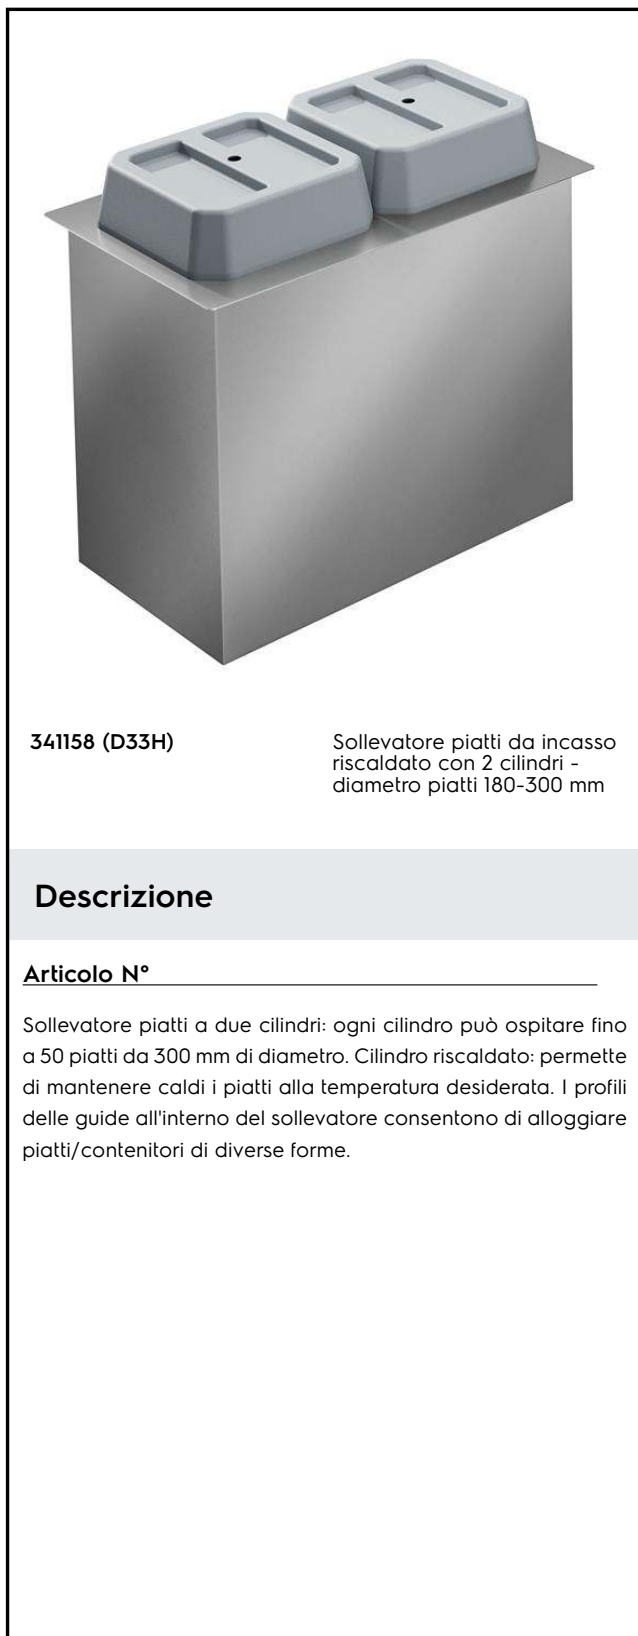 341158 (D33H)
Sollevatore piatti da incasso
riscaldato con 2 cilindri -
diametro piatti 180-300 mm
Descrizione
Articolo N°
Sollevatore piatti a due cilindri: ogni cilindro può ospitare fino
a 50 piatti da 300 mm di diametro. Cilindro riscaldato: permette
di mantenere caldi i piatti alla temperatura desiderata. I profili
delle guide all'interno del sollevatore consentono di alloggiare
piatti/contenitori di diverse forme.